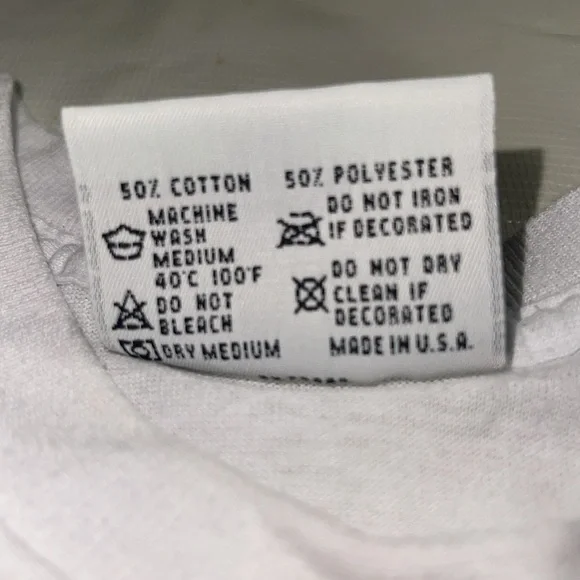 50% COTTON
MACHINE
WASH
MEDIUM
40°C 100°F
DO NOT
BLEACH
DRY MEDIUM
50% POLYESTER
DO NOT IRON
IF DECORATED
DO NOT DRY
CLEAN IF
DECORATED
MADE IN U.S.A.